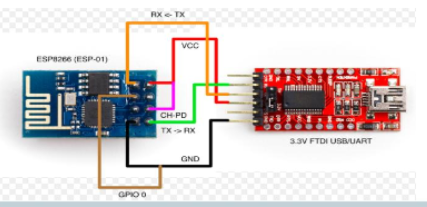 RX <- TX
VCC
ESP8266 (ESP-01)
CH-PD
TX -> RX
3.3V FTDI USB/UART
GND
GPIO 0